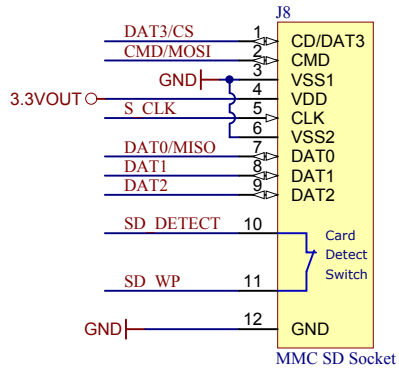 J8
DAT3/CS 1 CD/DAT3
CMD/MOSI 2 CMD
GND 3 VSS1
3.3VOUT 4 VDD
S_CLK 5 CLK
6 VSS2
DAT0/MISO 7 DAT0
DAT1 8 DAT1
DAT2 9 DAT2
SD_DETECT 10 Card
Detect
Switch
SD_WP 11
GND 12 GND
MMC SD Socket